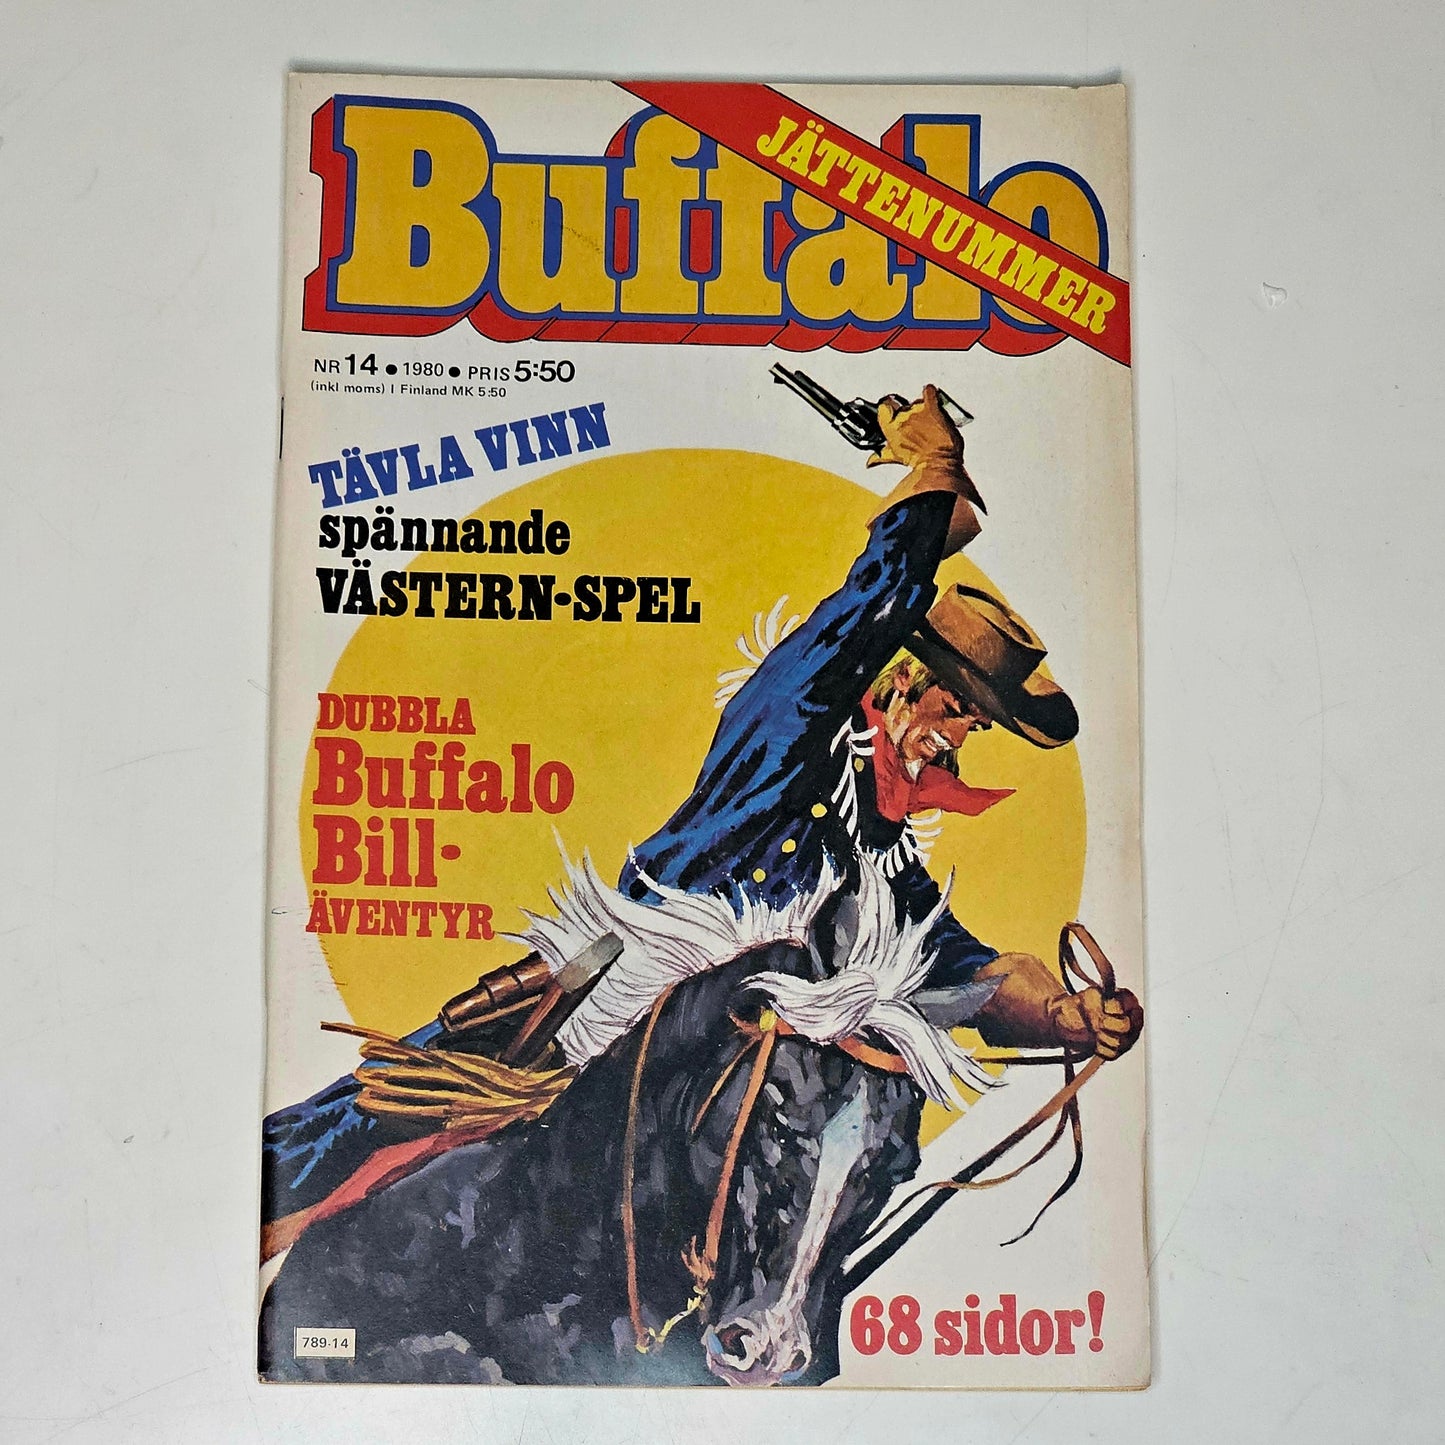 Buffalo
JÄTTENUMMER
NR 14 • 1980 • PRIS 5:50
(inkl moms) I Finland MK 5:50
TÄVLA VINN
spännande
VÄSTERN-SPEL
DUBBLA
Buffalo
Bill-
ÄVENTYR
68 sidor!
789-14